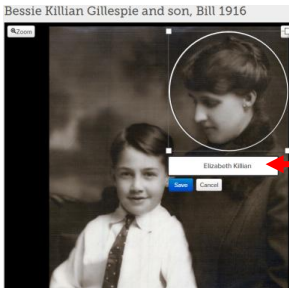 Bessie Killian Gillespie and son, Bill 1916
Zoom
Elizabeth Killian
Save Cancel